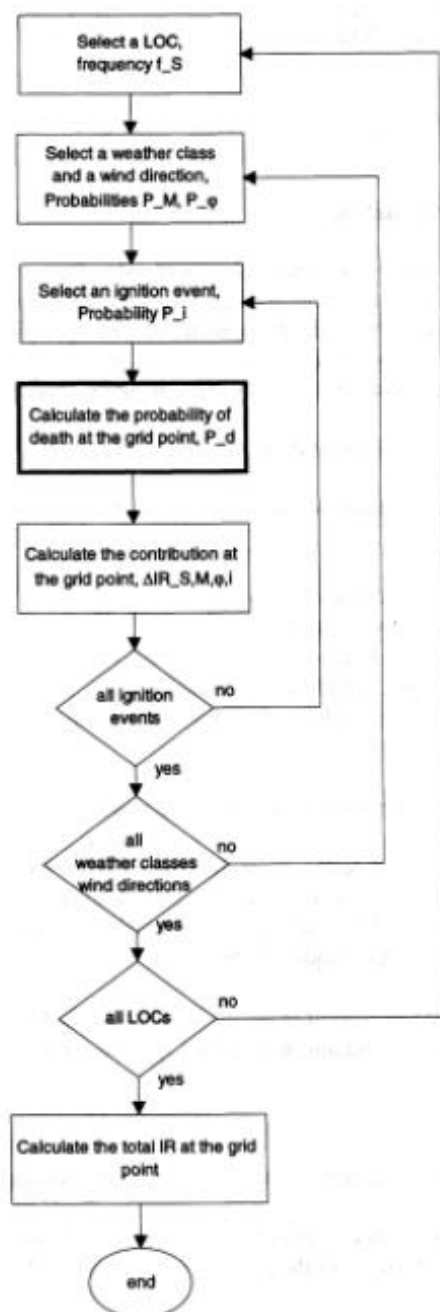 Select a LOC,
frequency f_S
Select a weather class
and a wind direction,
Probabilities P_M, P_φ
Select an ignition event,
Probability P_i
Calculate the probability of
death at the grid point, P_d
Calculate the contribution at
the grid point, ΔIR_S,M,φ,i
all ignition
events
no
yes
all
weather classes
wind directions
no
yes
all LOCs
no
yes
Calculate the total IR at the grid
point
end